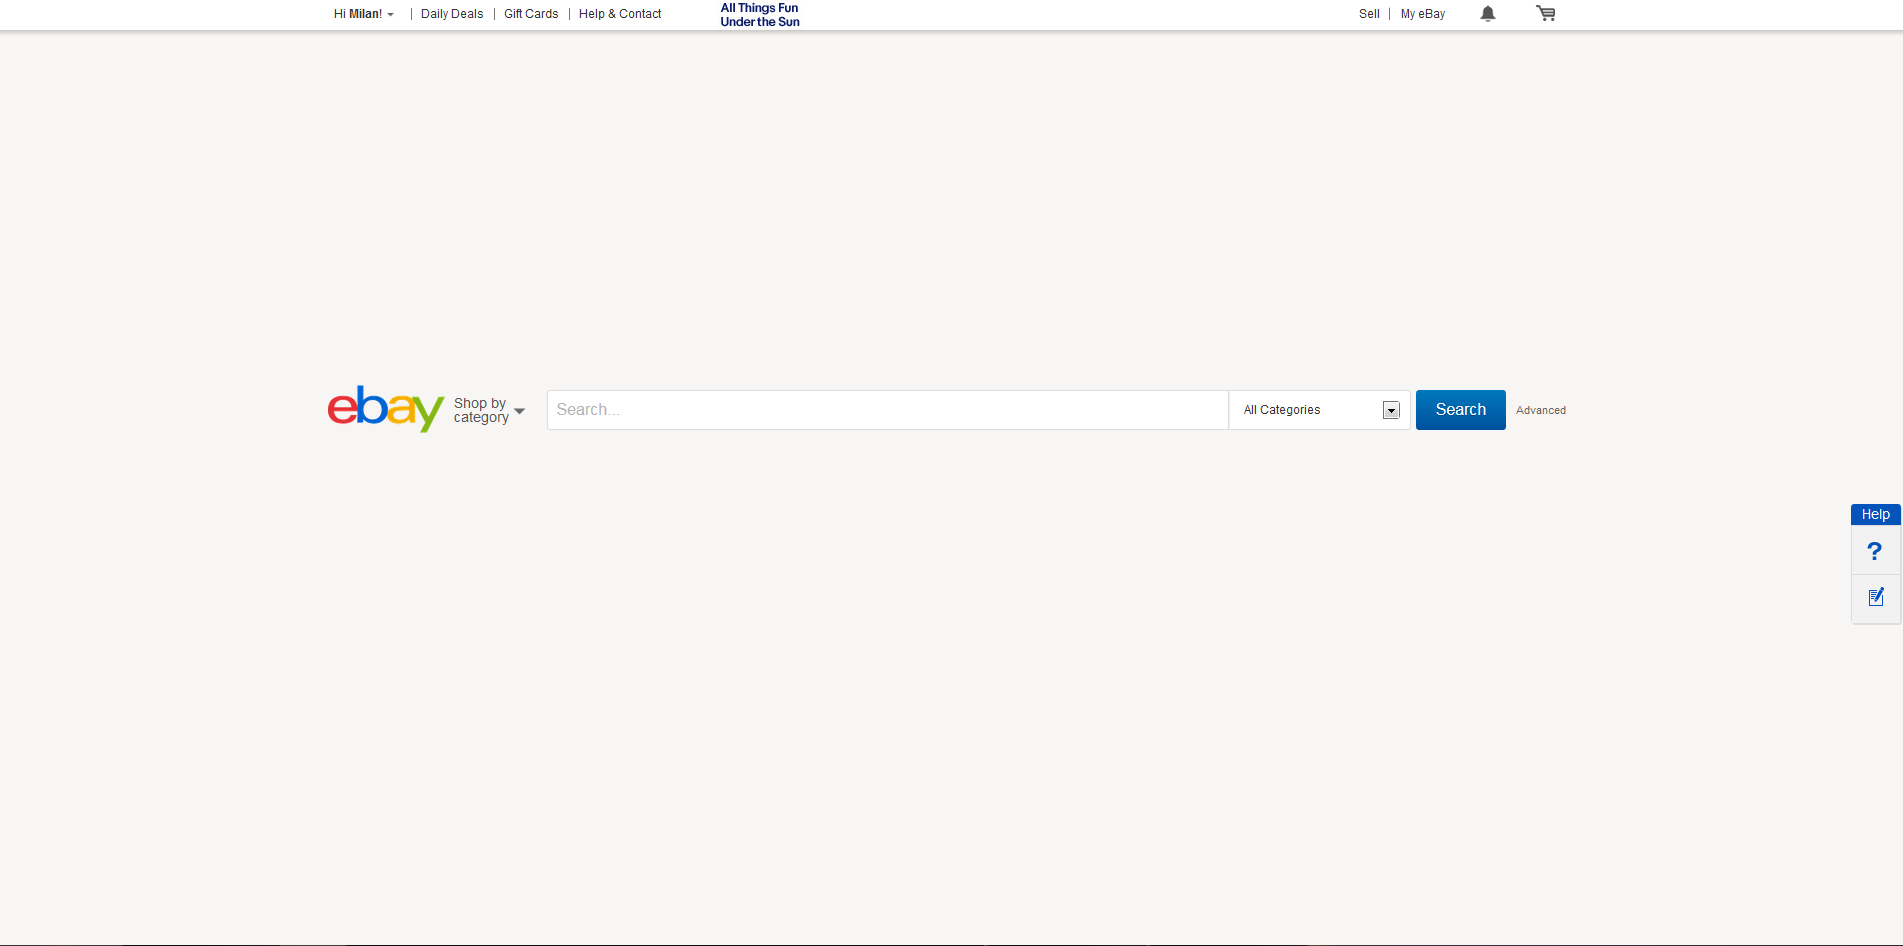 Hi Milan! | Daily Deals | Gift Cards | Help & Contact
All Things Fun
Under the Sun
Sell | My eBay
ebay
Shop by
category
Search...
All Categories
Search
Advanced
Help
?